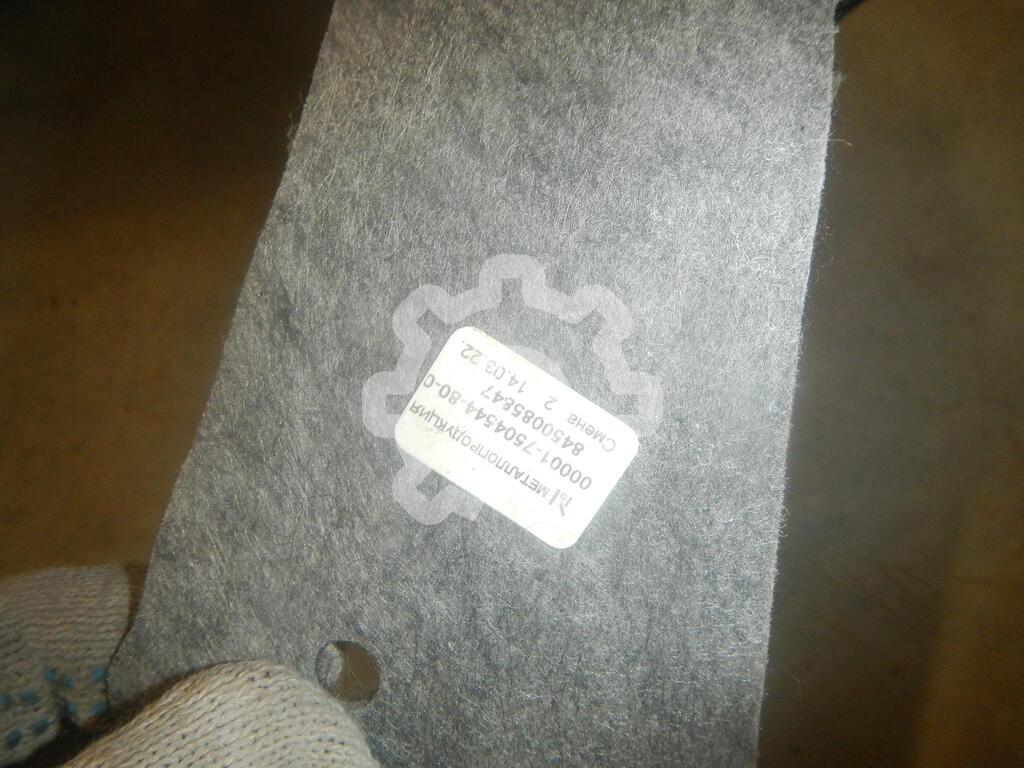 МЕТАЛЛОПРОДУКЦИЯ
00001-7504544-80-0
8450085847
Смена 2 14.03.22.